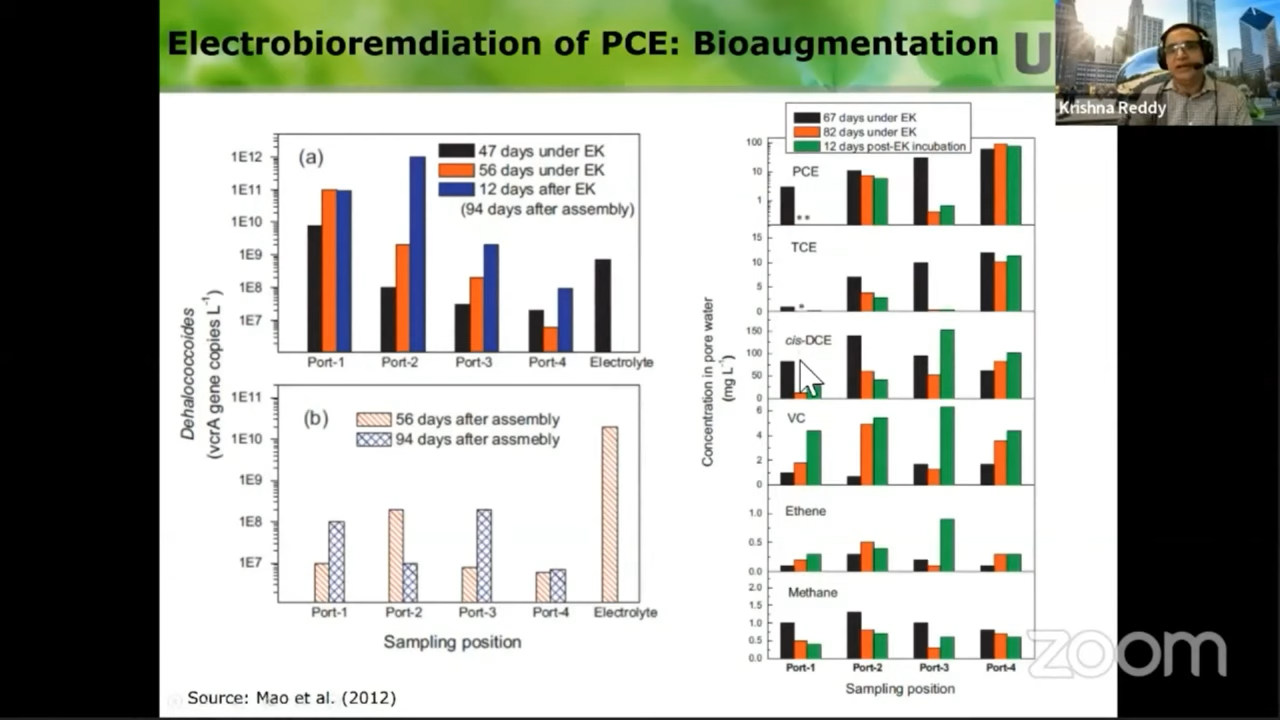 Electrobioremdiation of PCE: Bioaugmentation
U
Krishna Reddy
(a)
47 days under EK
56 days under EK
12 days after EK
(94 days after assembly)
1E12
1E11
1E10
1E9
1E8
1E7
Port-1 Port-2 Port-3 Port-4 Electrolyte
Dehalococcoides
(vcrA gene copies L-1)
(b)
56 days after assembly
94 days after assmebly
1E11
1E10
1E9
1E8
1E7
Port-1 Port-2 Port-3 Port-4 Electrolyte
Sampling position
67 days under EK
82 days under EK
12 days post-EK incubation
PCE
100
10
1
**
TCE
15
10
5
0
*
cis-DCE
150
100
50
0
VC
6
4
2
0
Ethene
1.0
0.5
0.0
Methane
2.0
1.5
1.0
0.5
0.0
Concentration in pore water
(mg L-1)
Port-1 Port-2 Port-3 Port-4
Sampling position
zoom
Source: Mao et al. (2012)